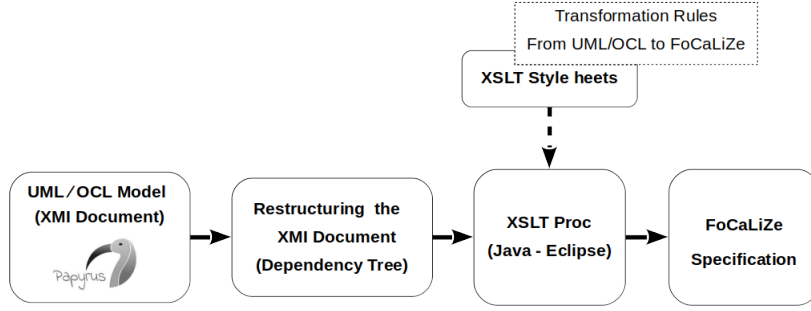 Transformation Rules
From UML/OCL to FoCaLiZe
XSLT Style heets
UML/OCL Model
(XMI Document)
Papyrus
Restructuring the
XMI Document
(Dependency Tree)
XSLT Proc
(Java - Eclipse)
FoCaLiZe
Specification